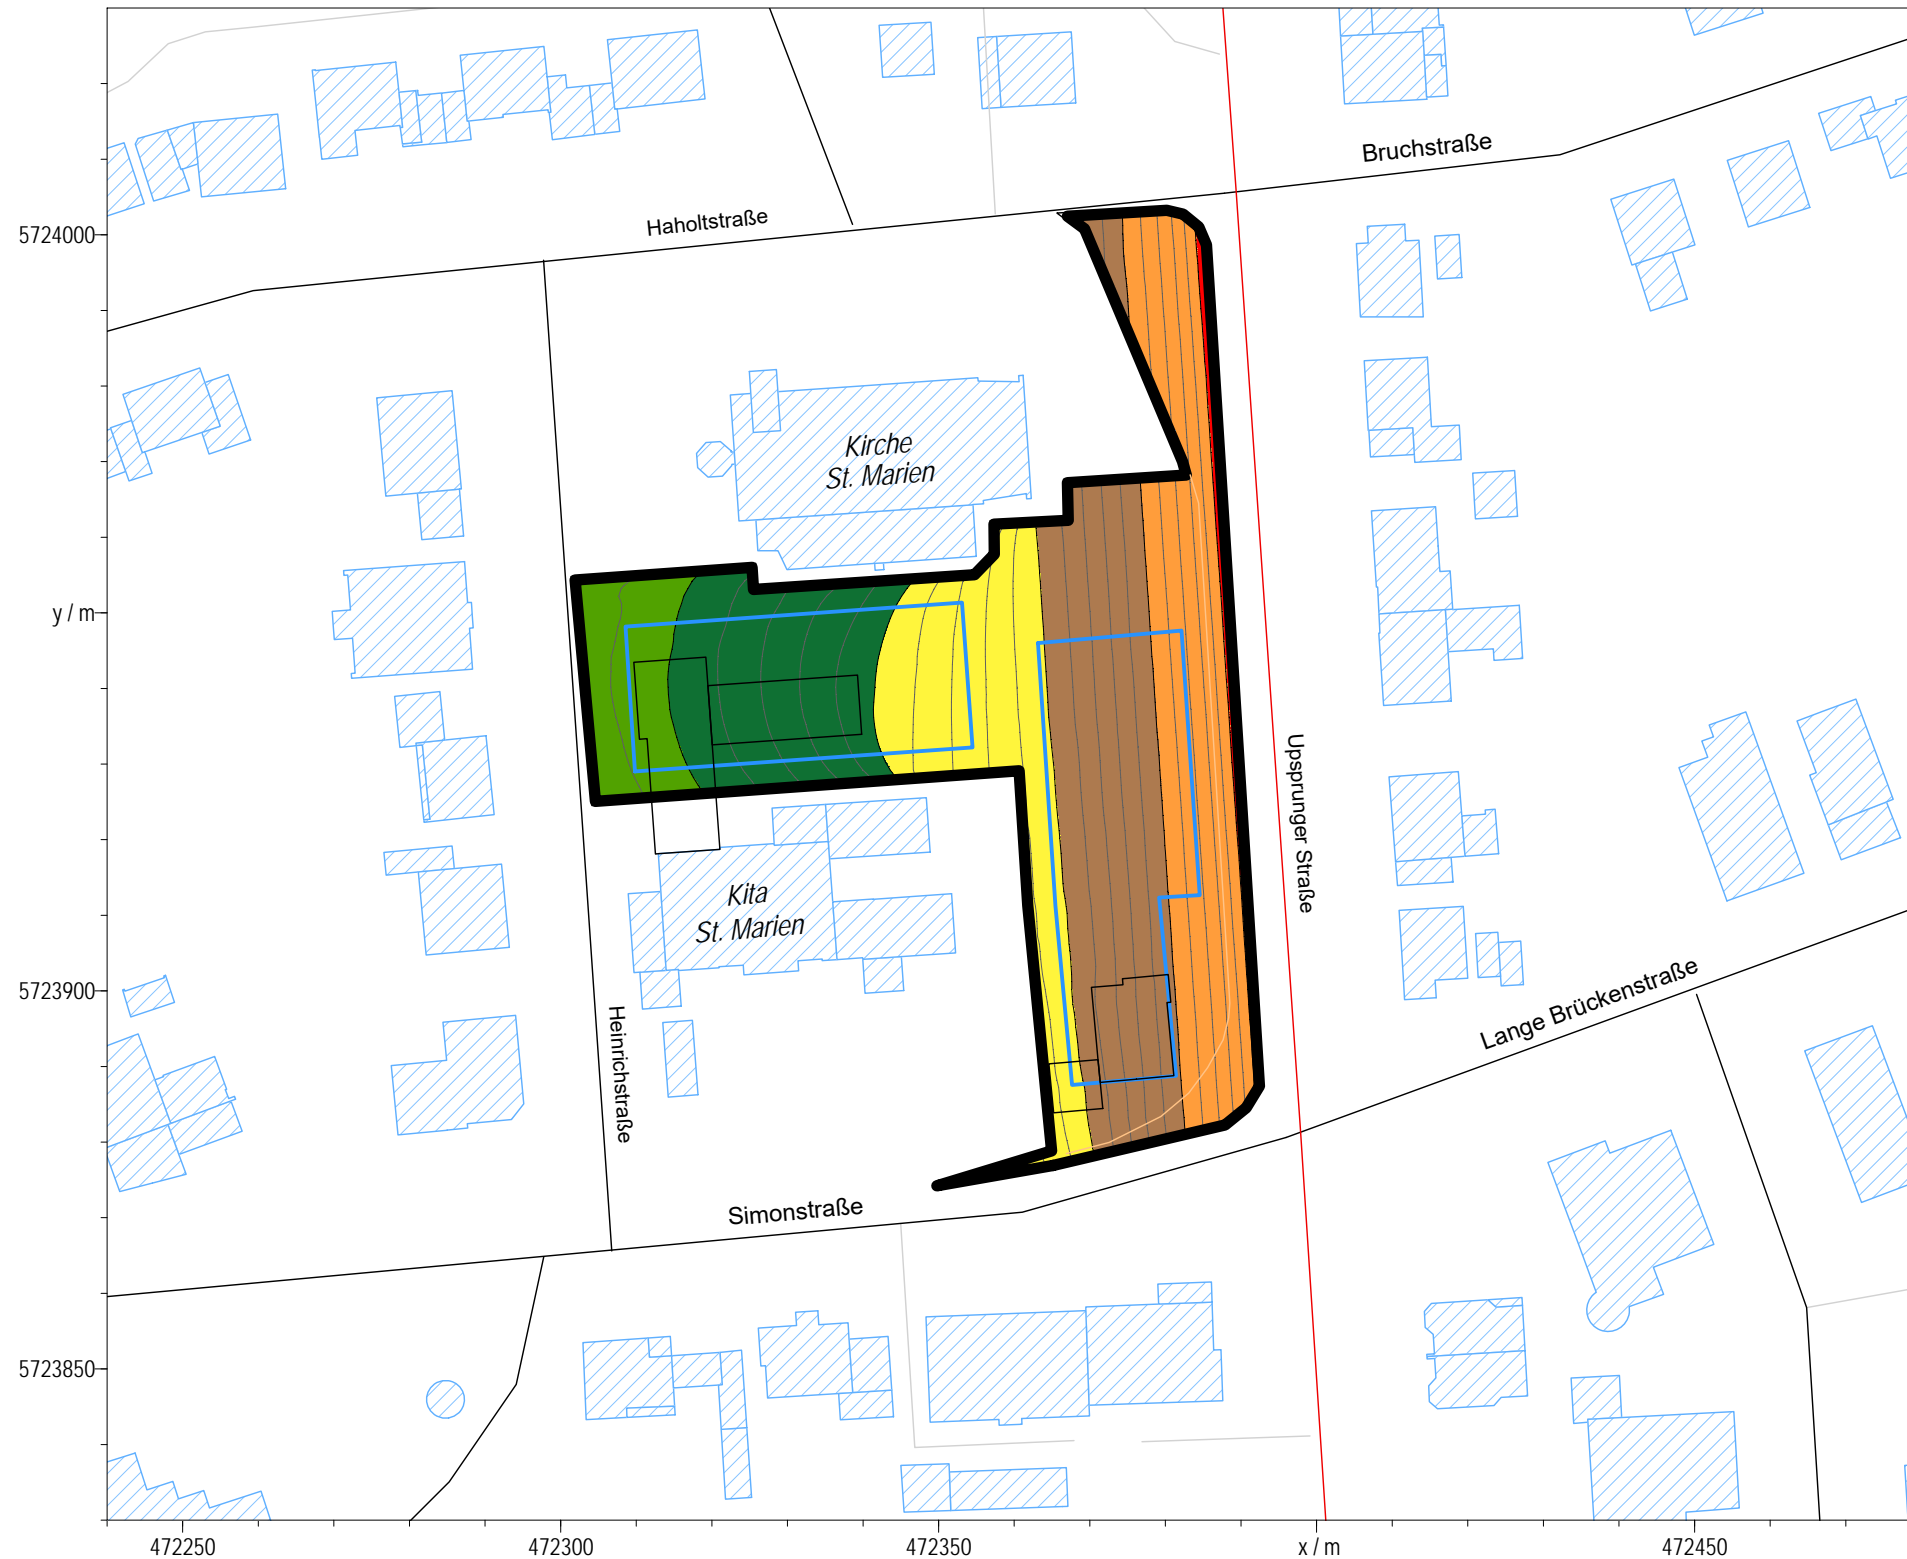 Bruchstraße
Haholtstraße
5724000
Kirche
St. Marien
y / m
Upsprunger Straße
Kita
St. Marien
Lange Brückenstraße
5723900
Heinrichstraße
Simonstraße
5723850
472250
472300
472350
x / m
472450